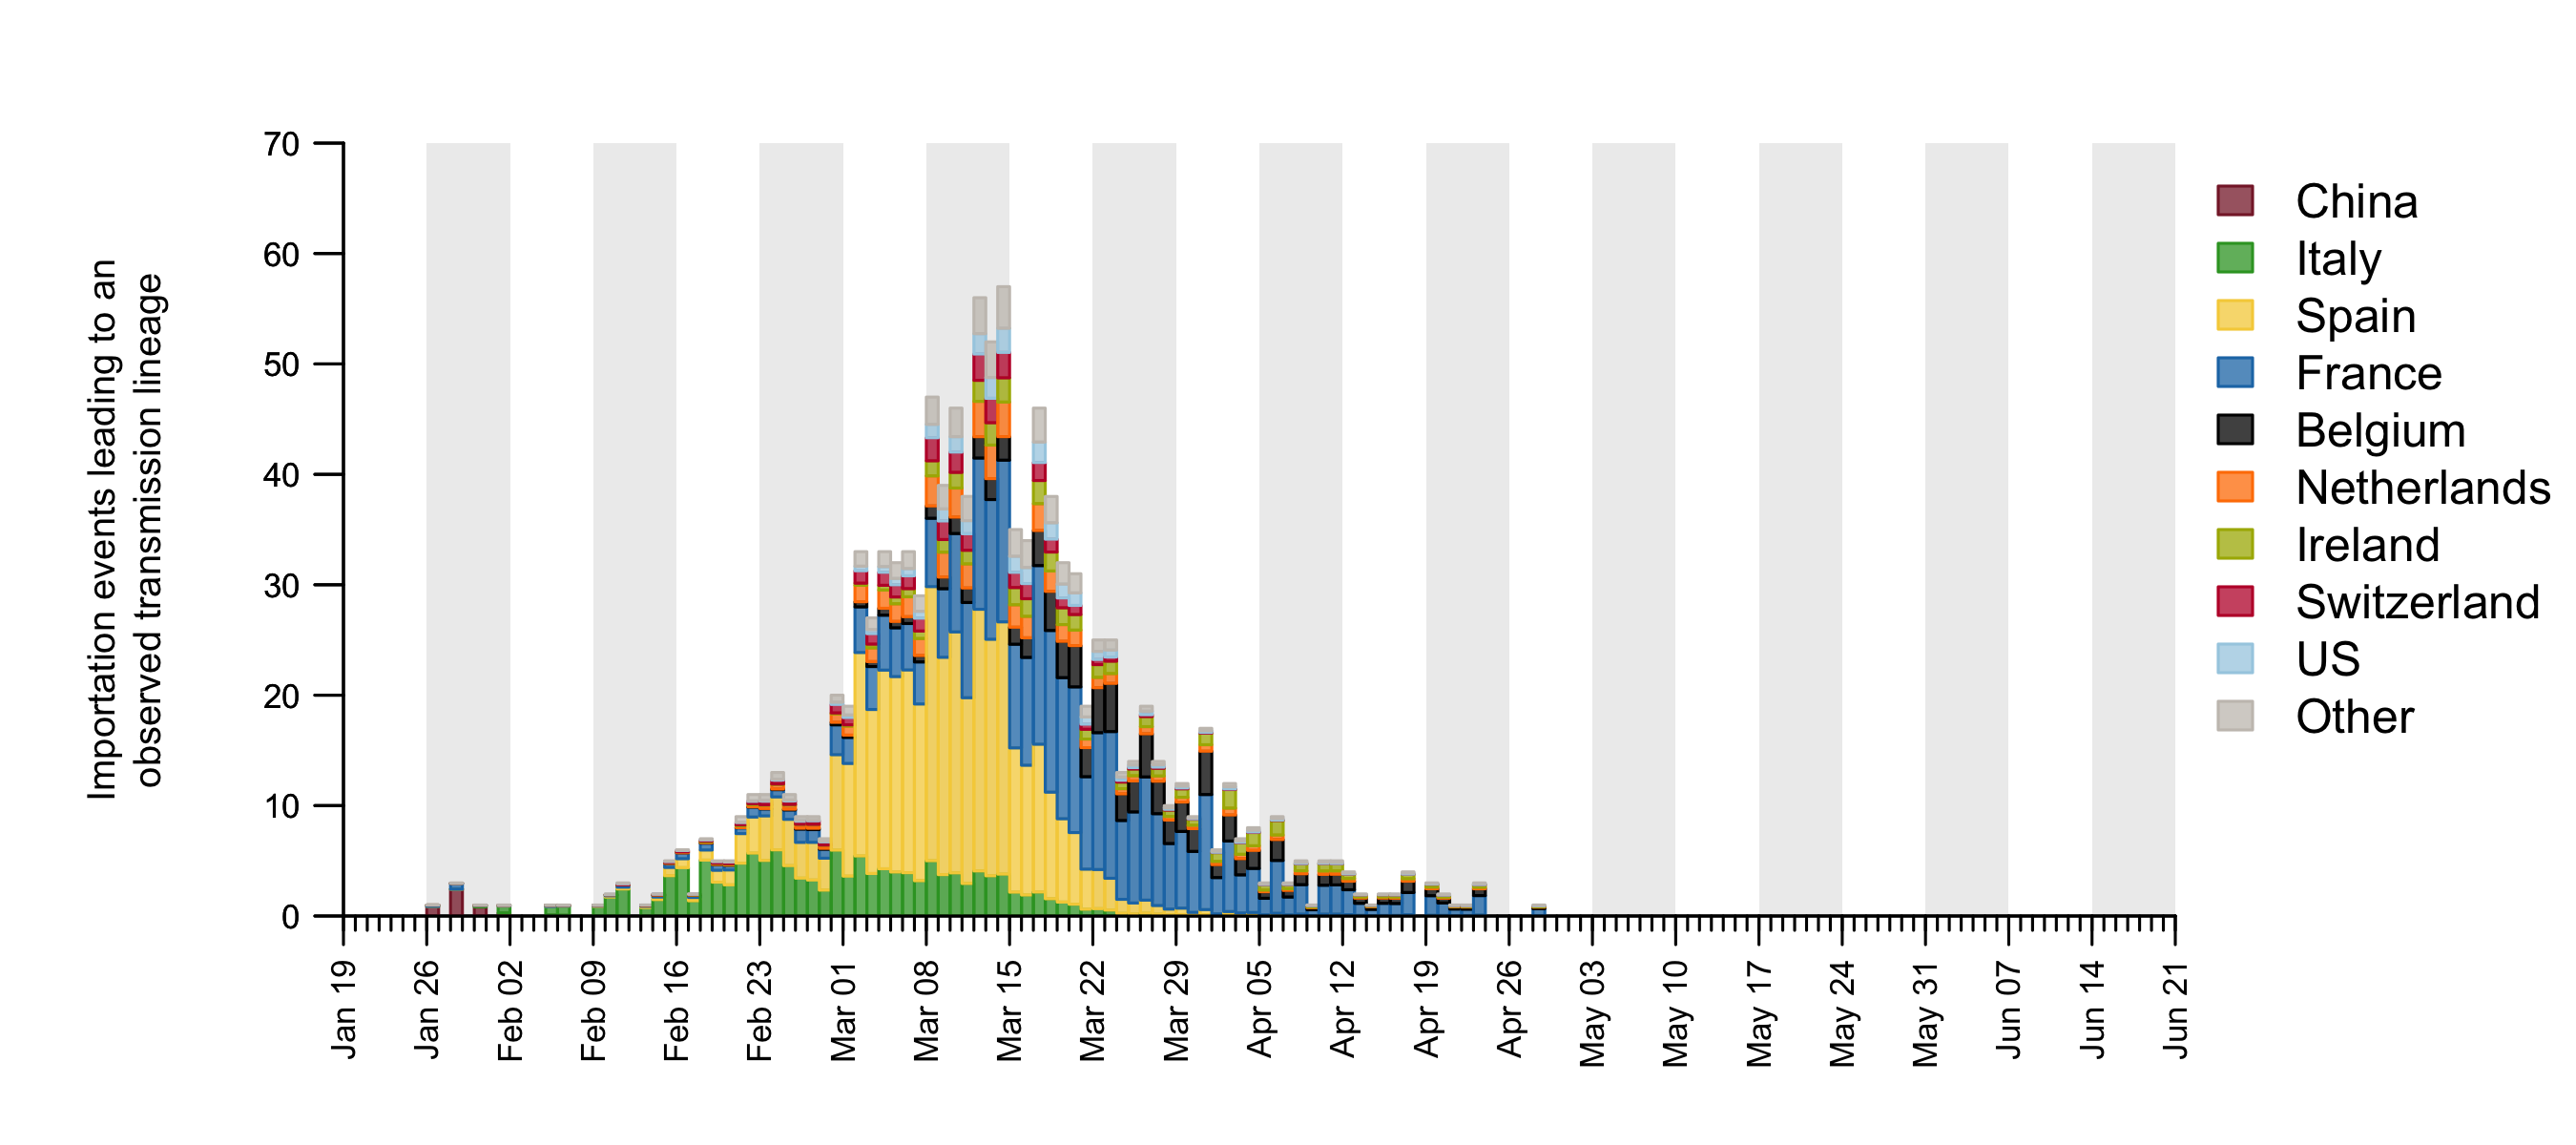 Importation events leading to an
observed transmission lineage
70
60
50
40
30
20
10
0
Jan 19
Jan 26
Feb 02
Feb 09
Feb 16
Feb 23
Mar 01
Mar 08
Mar 15
Mar 22
Mar 29
Apr 05
Apr 12
Apr 19
Apr 26
May 03
May 10
May 17
May 24
May 31
Jun 07
Jun 14
Jun 21
China
Italy
Spain
France
Belgium
Netherlands
Ireland
Switzerland
US
Other